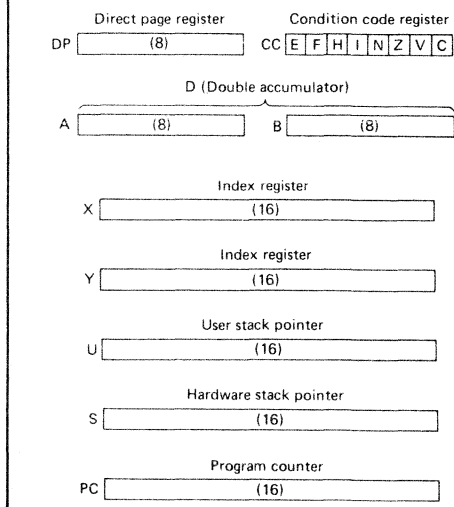 Direct page register
Condition code register
DP (8)
CC E F H I N Z V C
D (Double accumulator)
A (8) B (8)
Index register
X (16)
Index register
Y (16)
User stack pointer
U (16)
Hardware stack pointer
S (16)
Program counter
PC (16)